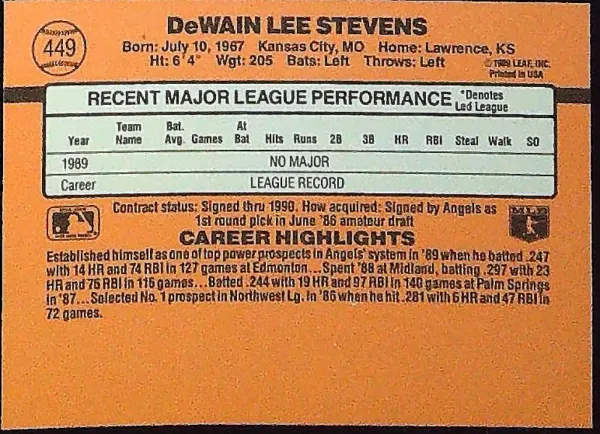 449
DeWAIN LEE STEVENS
Born: July 10, 1967 Kansas City, MO Home: Lawrence, KS
Ht: 6'4" Wgt: 205 Bats: Left Throws: Left
© 1989 LEAF, INC.
Printed in USA
RECENT MAJOR LEAGUE PERFORMANCE *Denotes Led League
Year Team Name Bat. Avg. Games At Bat Hits Runs 2B 3B HR RBI Steal Walk SO
1989 NO MAJOR
Career LEAGUE RECORD
Contract status: Signed thru 1990. How acquired: Signed by Angels as
1st round pick in June '86 amateur draft
CAREER HIGHLIGHTS
Established himself as one of top power prospects in Angels' system in '89 when he batted .247
with 14 HR and 74 RBI in 127 games at Edmonton...Spent '88 at Midland, batting .297 with 23
HR and 76 RBI in 116 games...Batted .244 with 19 HR and 97 RBI in 140 games at Palm Springs
in '87...Selected No. 1 prospect in Northwest Lg. in '86 when he hit .281 with 6 HR and 47 RBI in
72 games.